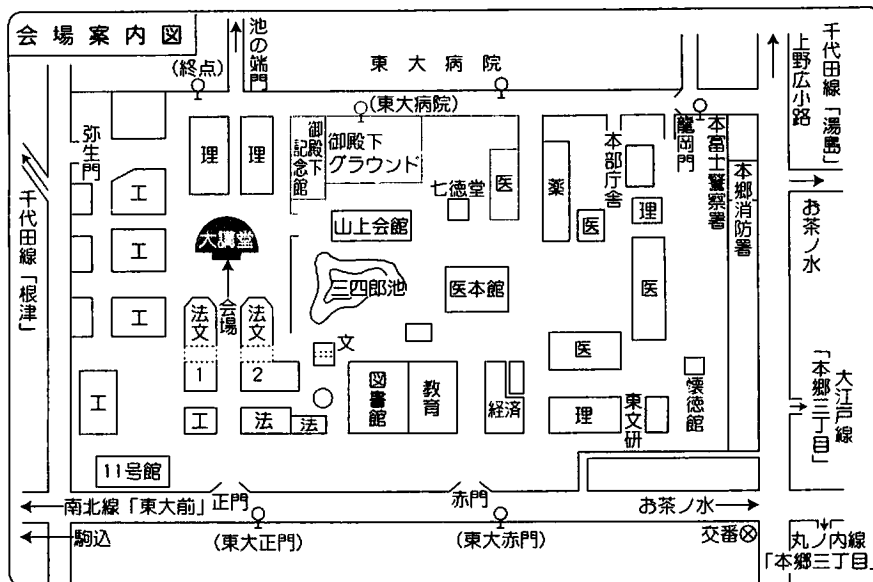 会場案内図
池の端門
(終点)
東大病院
(東大病院)
上野広小路
千代田線「湯島」
弥生門
理
理
御殿下
記念館
御殿下
グラウンド
七徳堂
医
薬
本部庁舎
龍岡門
本富士警察署
本郷消防署
お茶ノ水
千代田線「根津」
工
工
工
工
大講堂
会場
山上会館
三四郎池
医本館
医
理
医
法文
1
法文
2
文
工
法
法
図書館
教育
経済
医
理
東文研
懐徳館
大江戸線
「本郷三丁目」
11号館
南北線「東大前」
正門
赤門
お茶ノ水
駒込
(東大正門)
(東大赤門)
交番
丸ノ内線
「本郷三丁目」